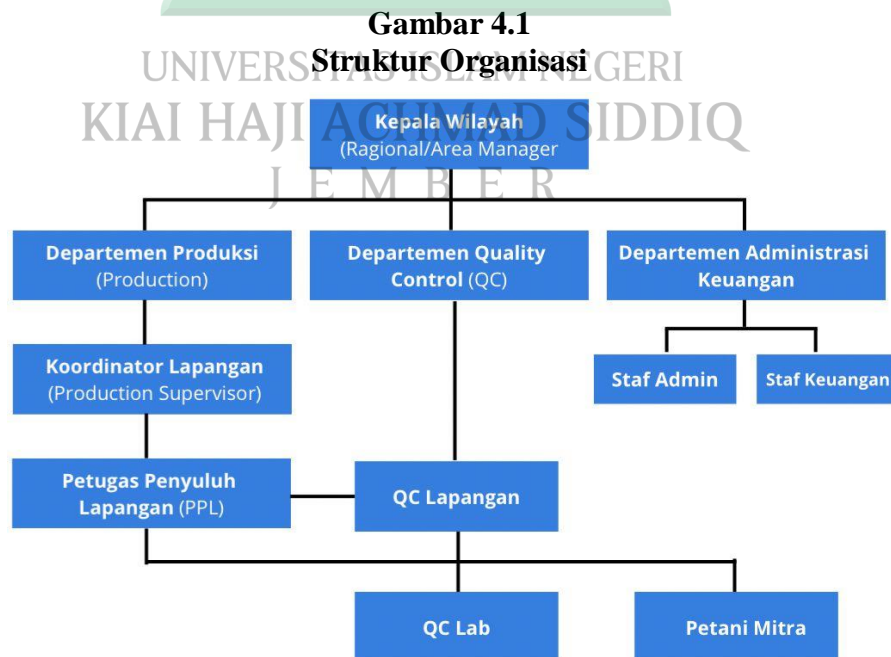 Gambar 4.1
Struktur Organisasi
UNIVERSITAS ISLAM NEGERI
KIAI HAJI ACHMAD SIDDIQ
J E M B E R
Kepala Wilayah
(Ragional/Area Manager
Departemen Produksi
(Production)
Departemen Quality
Control (QC)
Departemen Administrasi
Keuangan
Koordinator Lapangan
(Production Supervisor)
Staf Admin
Staf Keuangan
Petugas Penyuluh
Lapangan (PPL)
QC Lapangan
QC Lab
Petani Mitra